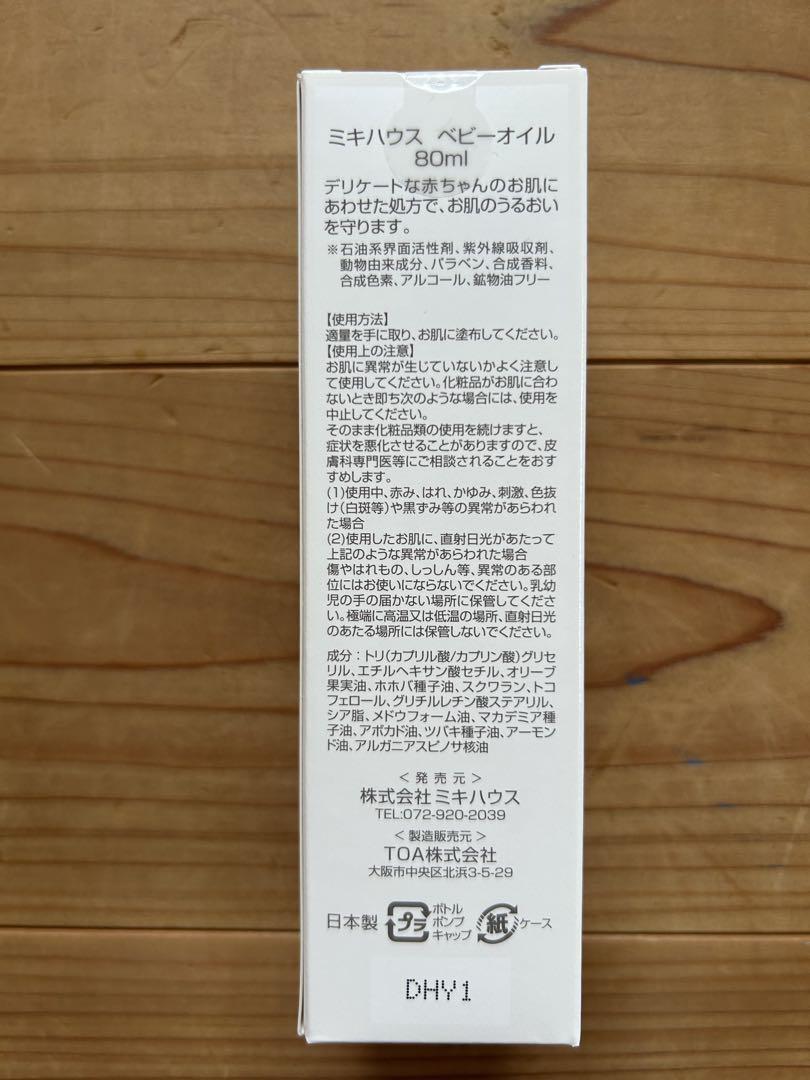 ミキハウス ベビーオイル
80ml
デリケートな赤ちゃんのお肌に
あわせた処方で、お肌のうるおい
を守ります。
※石油系界面活性剤、紫外線吸収剤、
動物由来成分、パラベン、合成香料、
合成色素、アルコール、鉱物油フリー
【使用方法】
適量を手に取り、お肌に塗布してください。
【使用上の注意】
お肌に異常が生じていないかよく注意し
て使用してください。化粧品がお肌に合わ
ないとき即ち次のような場合には、使用を
中止してください。
そのまま化粧品類の使用を続けますと、
症状を悪化させることがありますので、皮
膚科専門医等にご相談されることをおす
すめします。
(1)使用中、赤み、はれ、かゆみ、刺激、色抜
け(白斑等)や黒ずみ等の異常があらわれ
た場合
(2)使用したお肌に、直射日光があたって
上記のような異常があらわれた場合
傷やはれもの、しっしん等、異常のある部
位にはお使いにならないでください。乳幼
児の手の届かない場所に保管してくださ
い。極端に高温又は低温の場所、直射日光
のあたる場所には保管しないでください。
成分：トリ(カプリル酸/カプリン酸)グリセ
リル、エチルヘキサン酸セチル、オリーブ
果実油、ホホバ種子油、スクワラン、トコ
フェロール、グリチルレチン酸ステアリル、
シア脂、メドウフォーム油、マカデミア種
子油、アボカド油、ツバキ種子油、アーモン
ド油、アルガニアスピノサ核油
＜発売元＞
株式会社ミキハウス
TEL:072-920-2039
＜製造販売元＞
TOA株式会社
大阪市中央区北浜3-5-29
日本製 プラ ボトル ポンプ キャップ 紙 ケース
DHY1